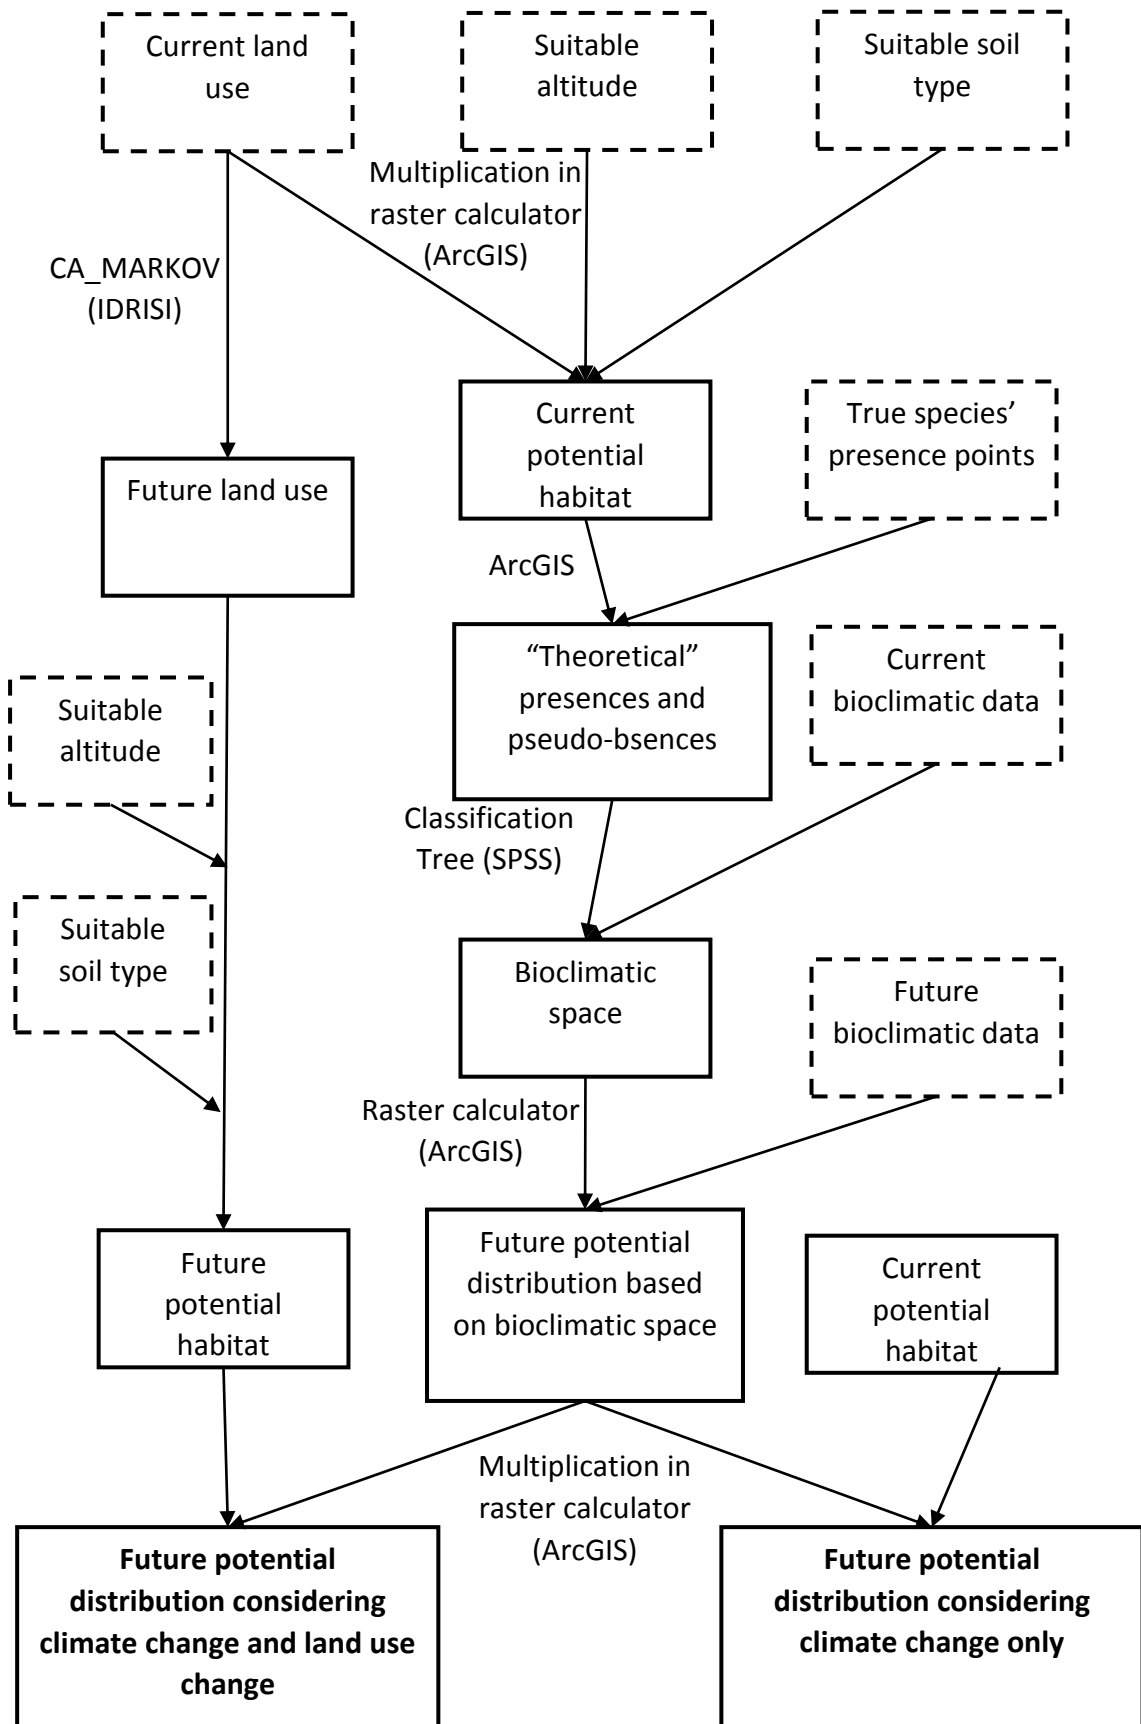 Current land
use
Suitable
altitude
Suitable soil
type
Multiplication in
raster calculator
(ArcGIS)
CA_MARKOV
(IDRISI)
Current
potential
habitat
True species’
presence points
Future land use
ArcGIS
“Theoretical”
presences and
pseudo-bsences
Current
bioclimatic data
Suitable
altitude
Classification
Tree (SPSS)
Suitable
soil type
Bioclimatic
space
Future
bioclimatic data
Raster calculator
(ArcGIS)
Future
potential
habitat
Future potential
distribution based
on bioclimatic space
Current
potential
habitat
Multiplication in
raster calculator
(ArcGIS)
Future potential
distribution considering
climate change and land use
change
Future potential
distribution considering
climate change only